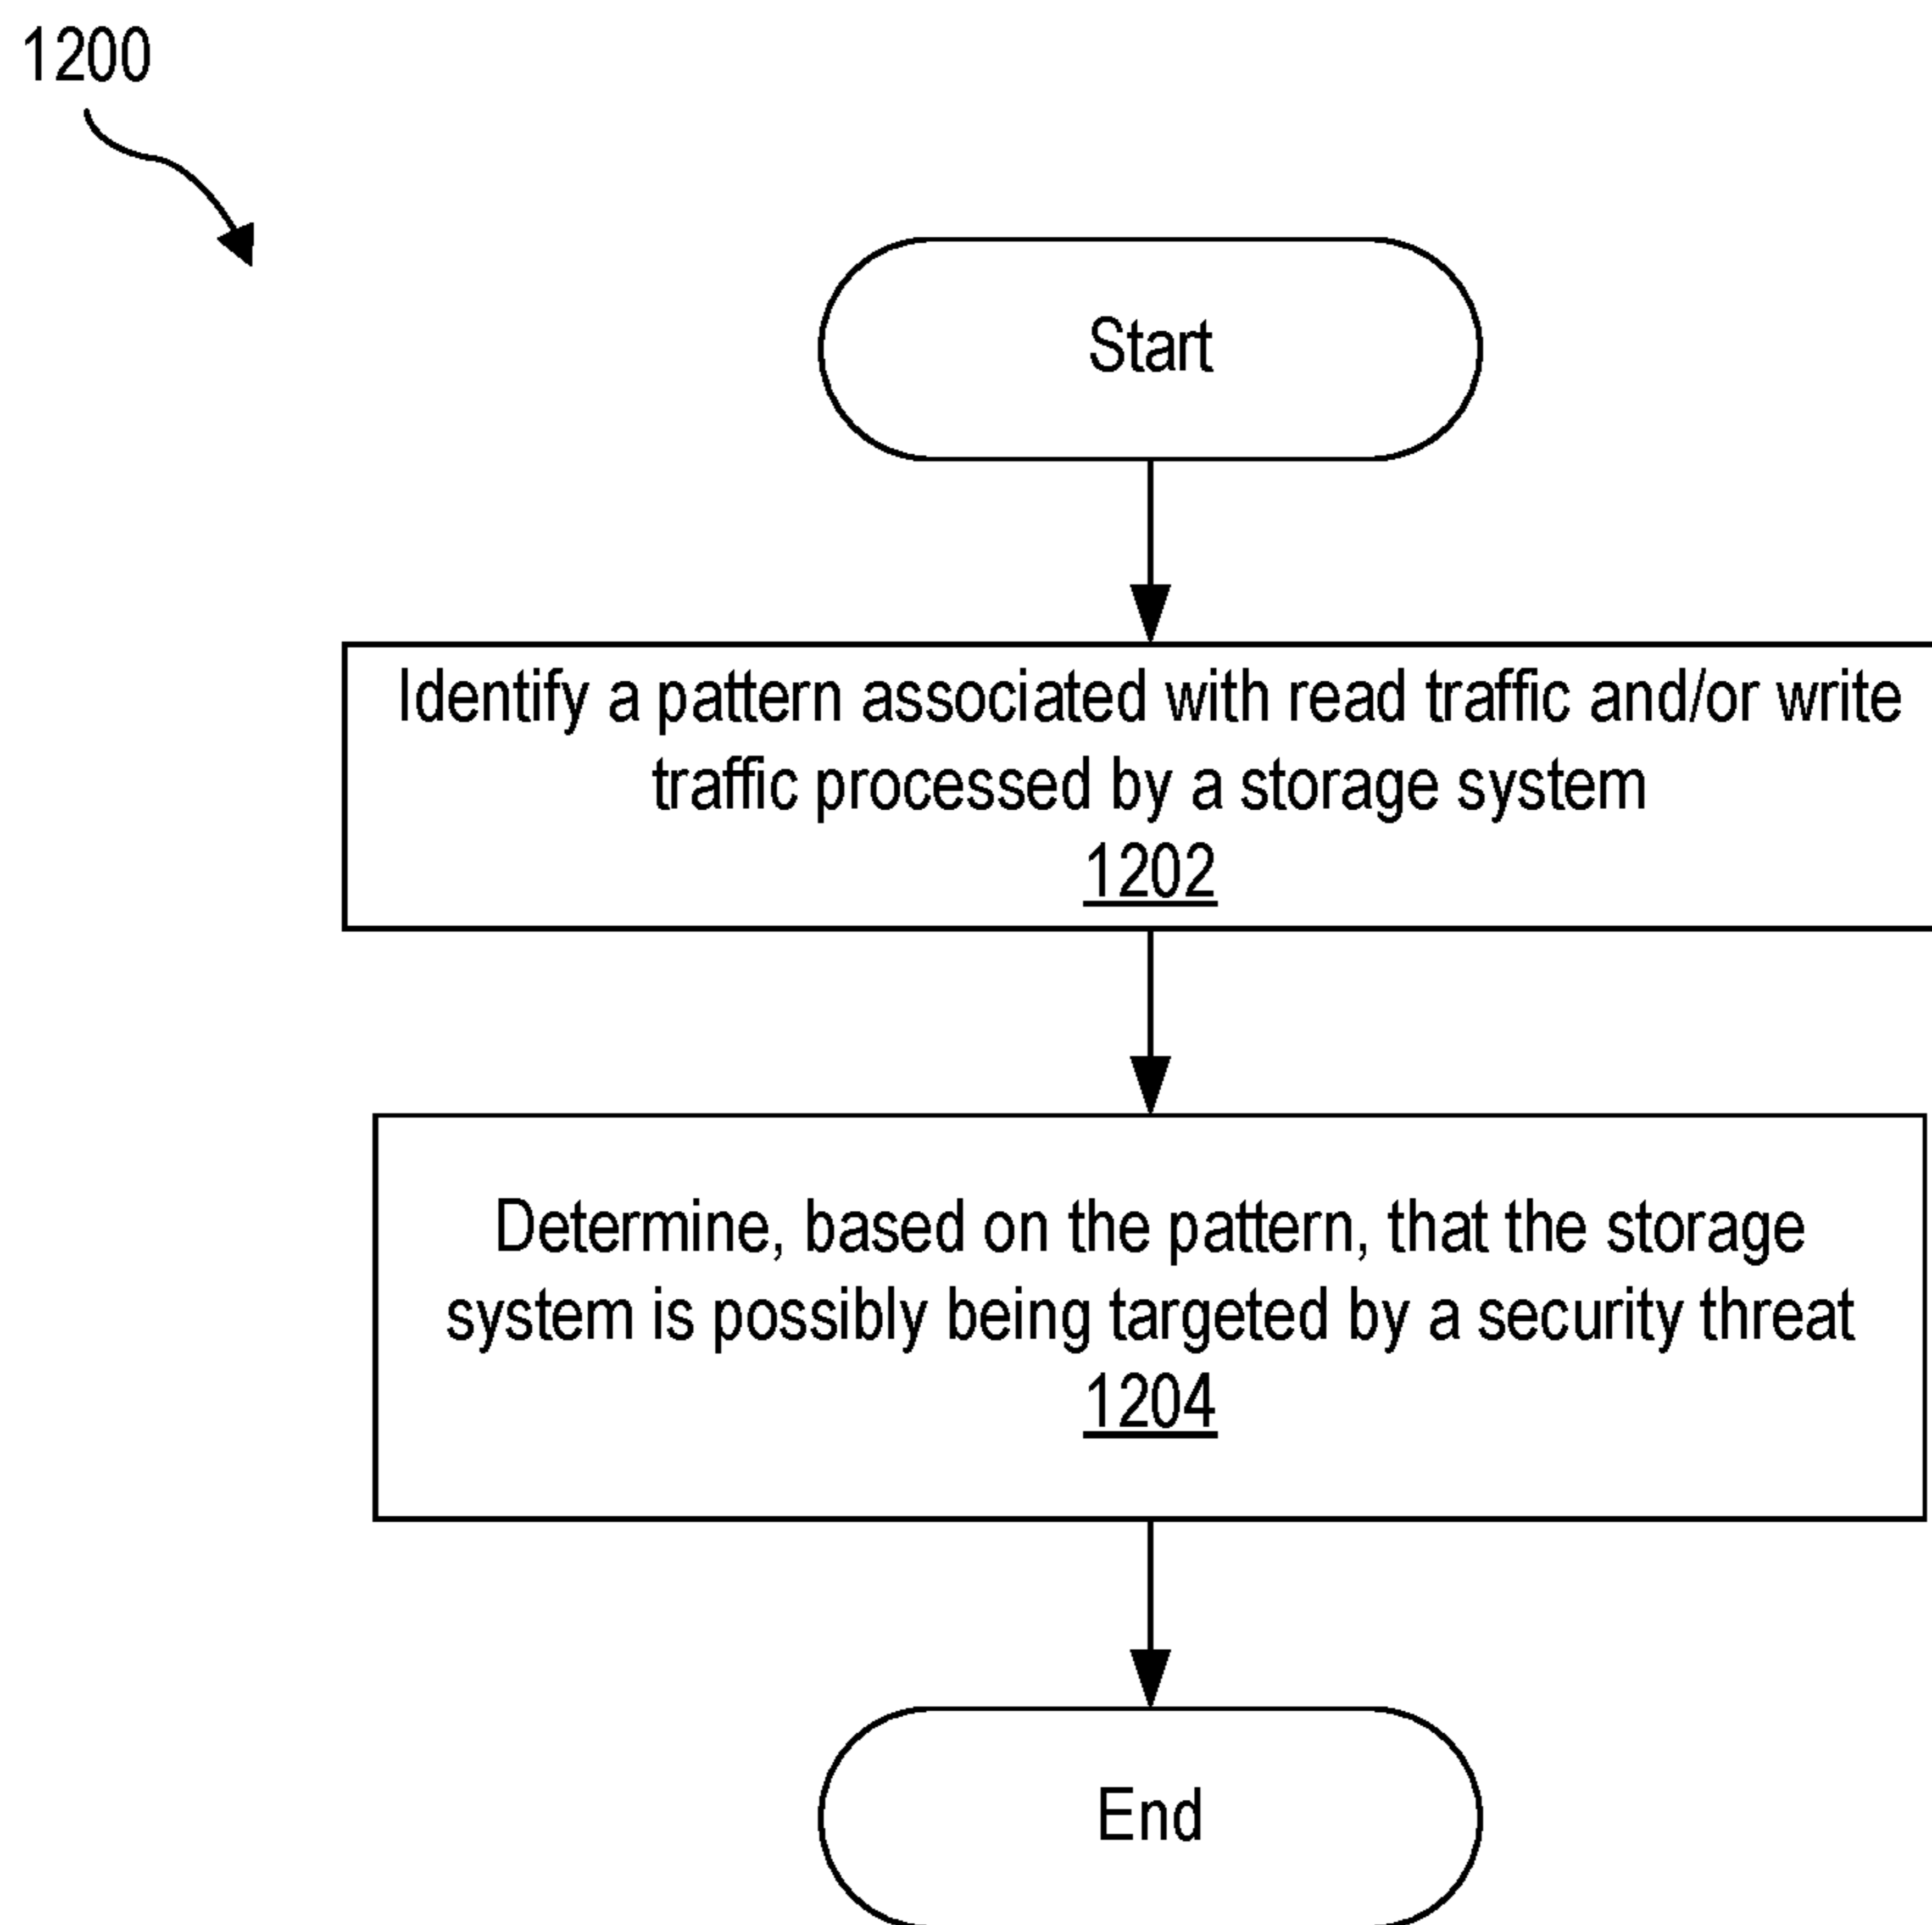 1200
Start
Identify a pattern associated with read traffic and/or write
traffic processed by a storage system
1202
Determine, based on the pattern, that the storage
system is possibly being targeted by a security threat
1204
End